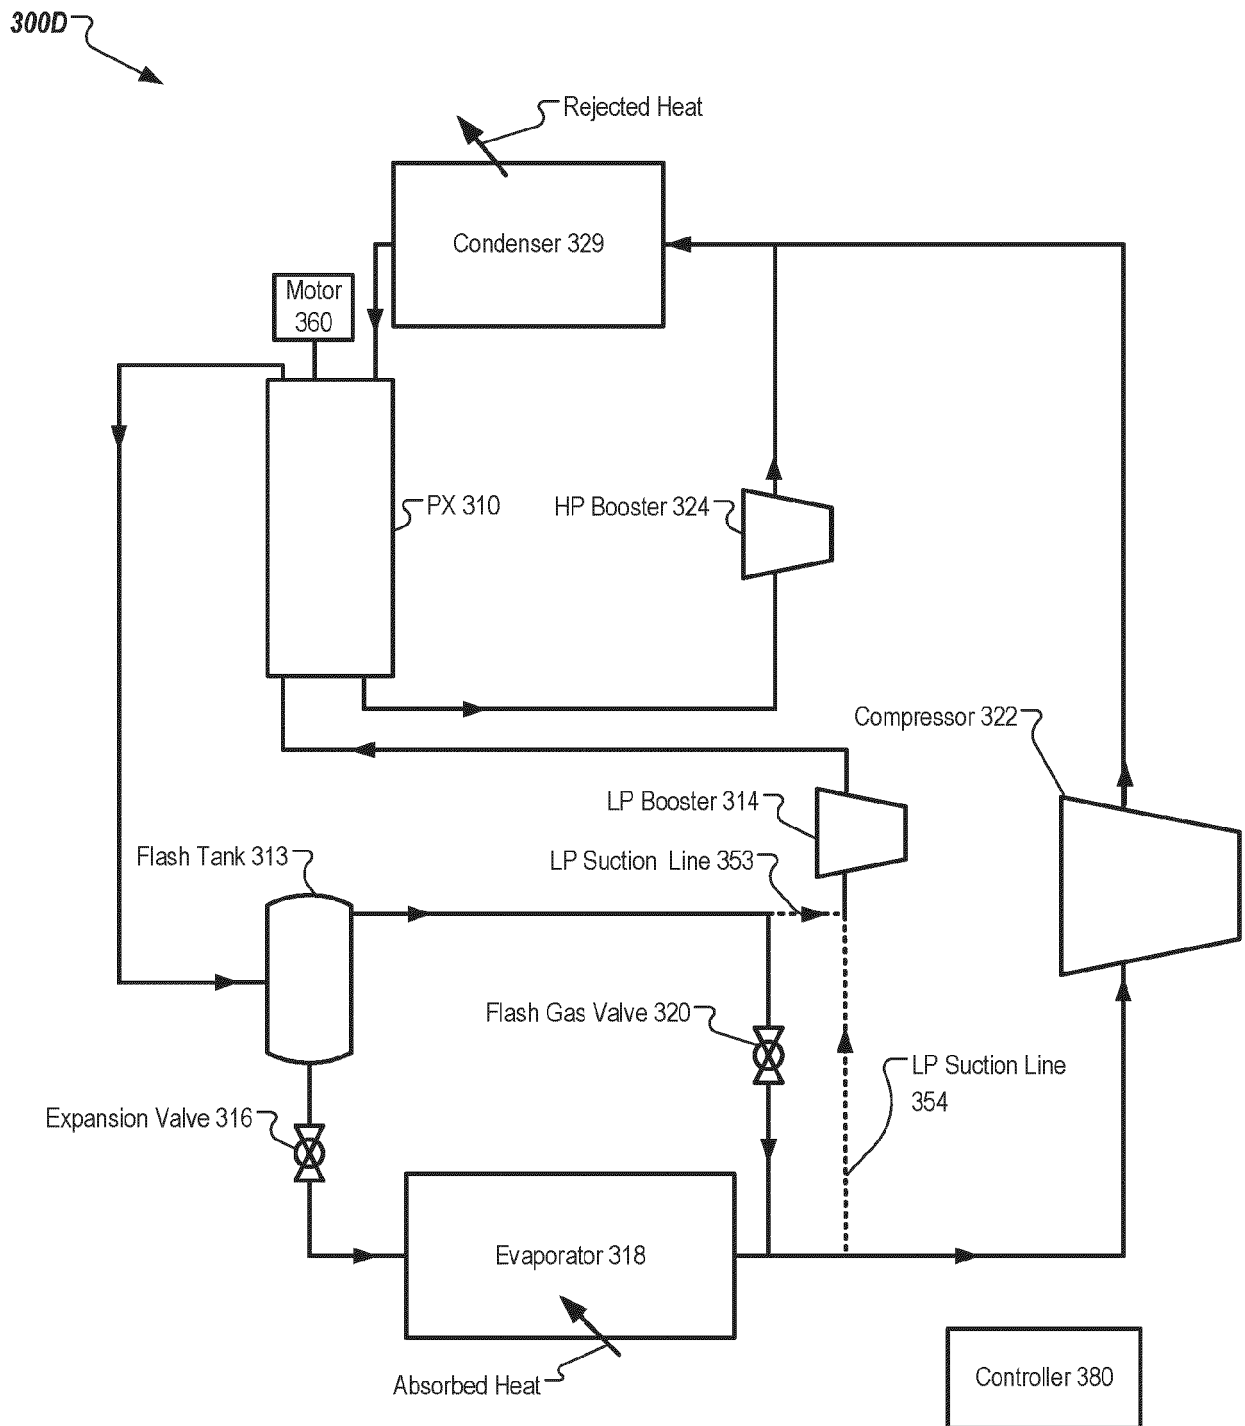 300D
Rejected Heat
Condenser 329
Motor
360
PX 310
HP Booster 324
Compressor 322
LP Booster 314
Flash Tank 313
LP Suction Line 353
Flash Gas Valve 320
LP Suction Line
354
Expansion Valve 316
Evaporator 318
Absorbed Heat
Controller 380